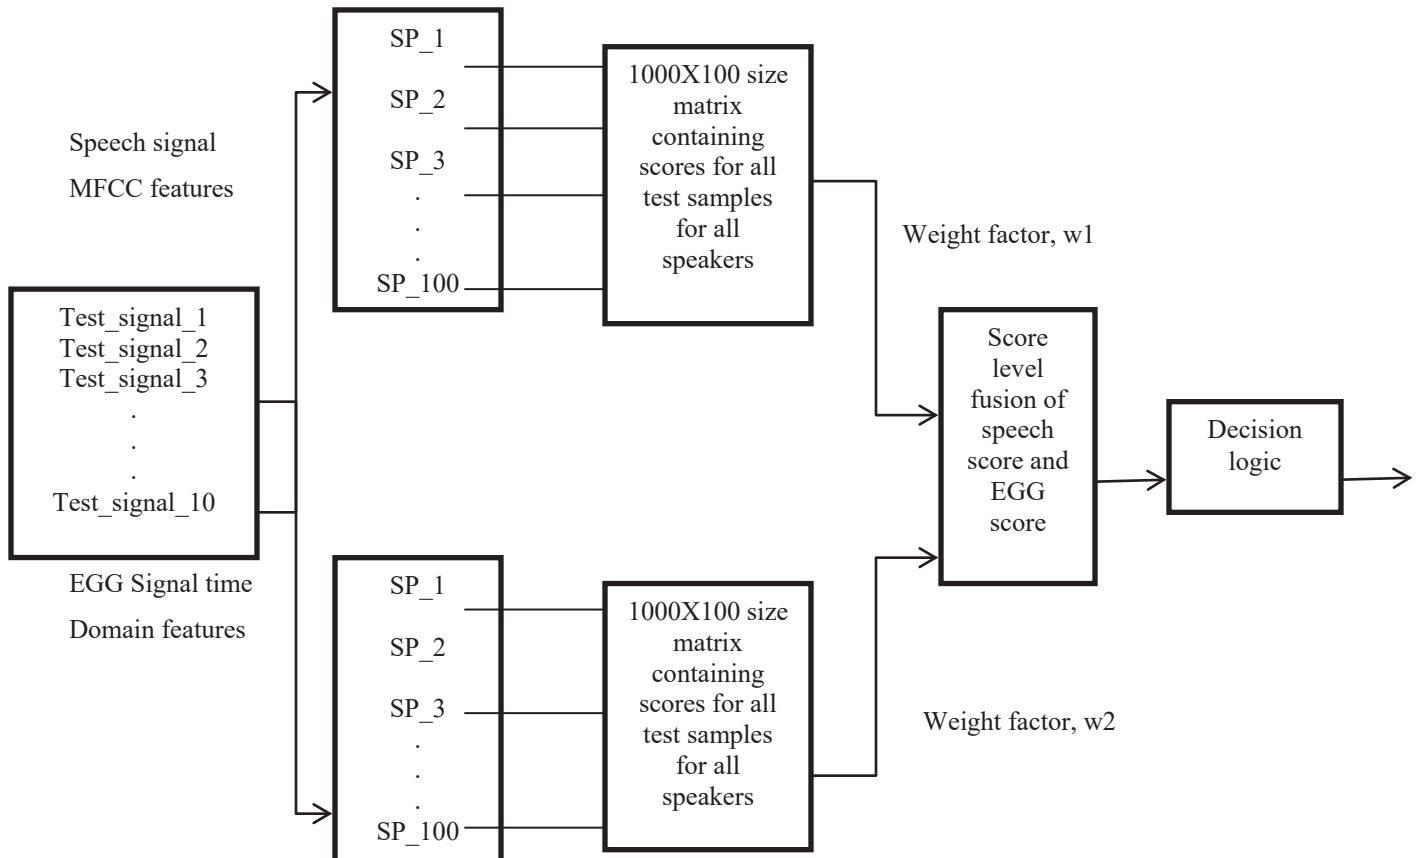 SP_1
SP_2
SP_3
.
.
.
SP_100
1000X100 size
matrix
containing
scores for all
test samples
for all
speakers
Speech signal
MFCC features
Weight factor, w1
Test_signal_1
Test_signal_2
Test_signal_3
.
.
.
Test_signal_10
Score
level
fusion of
speech
score and
EGG
score
Decision
logic
EGG Signal time
Domain features
SP_1
SP_2
SP_3
.
.
.
SP_100
1000X100 size
matrix
containing
scores for all
test samples
for all
speakers
Weight factor, w2